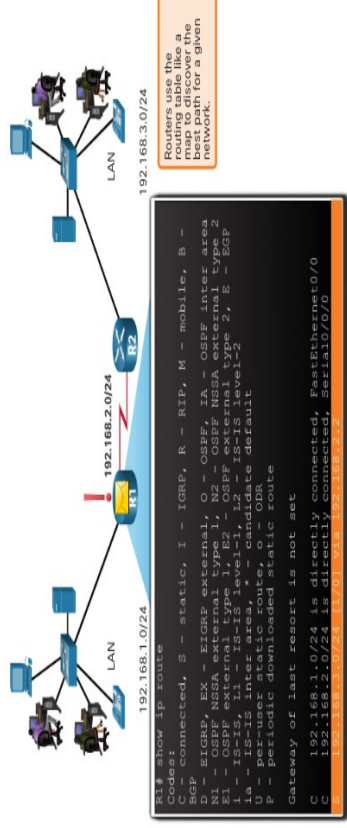 192.168.1.0/24
LAN
R1
192.168.2.0/24
R2
LAN
192.168.3.0/24
Routers use the
routing table like a
map to discover the
best path for a given
network.
R1# show ip route
Codes:
C - connected, S - static, I - IGRP, R - RIP, M - mobile, B -
BGP
D - EIGRP, EX - EIGRP external, O - OSPF, IA - OSPF inter area
N1 - OSPF NSSA external type 1, N2 - OSPF NSSA external type 2
E1 - OSPF external type 1, E2 - OSPF external type 2, E - EGP
i - IS-IS, L1 - IS-IS level-1, L2 - IS-IS level-2
ia - IS-IS inter area, * - candidate default
U - per-user static route, o - ODR
P - periodic downloaded static route
Gateway of last resort is not set
C 192.168.1.0/24 is directly connected, FastEthernet0/0
C 192.168.2.0/24 is directly connected, Serial0/0/0
S 192.168.3.0/24 [1/0] via 192.168.2.2